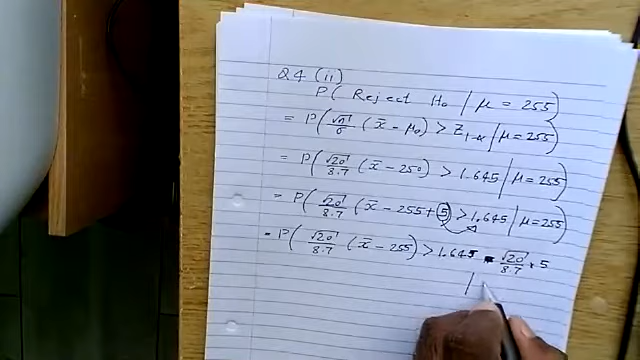 Q4 (ii)
P( Reject H₀ | μ = 255)
= P( √n/σ (x̄ - μ₀) > Z₁₋α | μ = 255)
= P( √20/8.7 (x̄ - 250) > 1.645 | μ = 255)
= P( √20/8.7 (x̄ - 255 + 5) > 1.645 | μ = 255)
= P( √20/8.7 (x̄ - 255) > 1.645 - √20/8.7 × 5
|